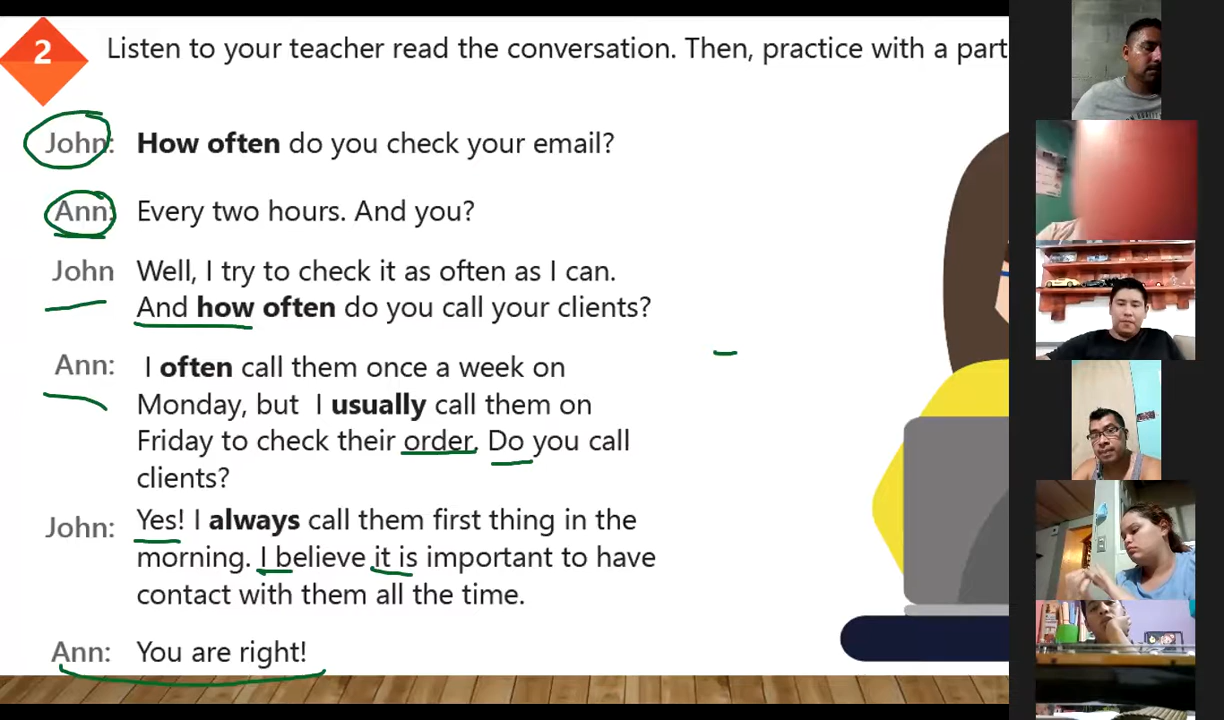 2 Listen to your teacher read the conversation. Then, practice with a part
John: How often do you check your email?
Ann: Every two hours. And you?
John Well, I try to check it as often as I can.
And how often do you call your clients?
Ann: I often call them once a week on
Monday, but I usually call them on
Friday to check their order. Do you call
clients?
John: Yes! I always call them first thing in the
morning. I believe it is important to have
contact with them all the time.
Ann: You are right!